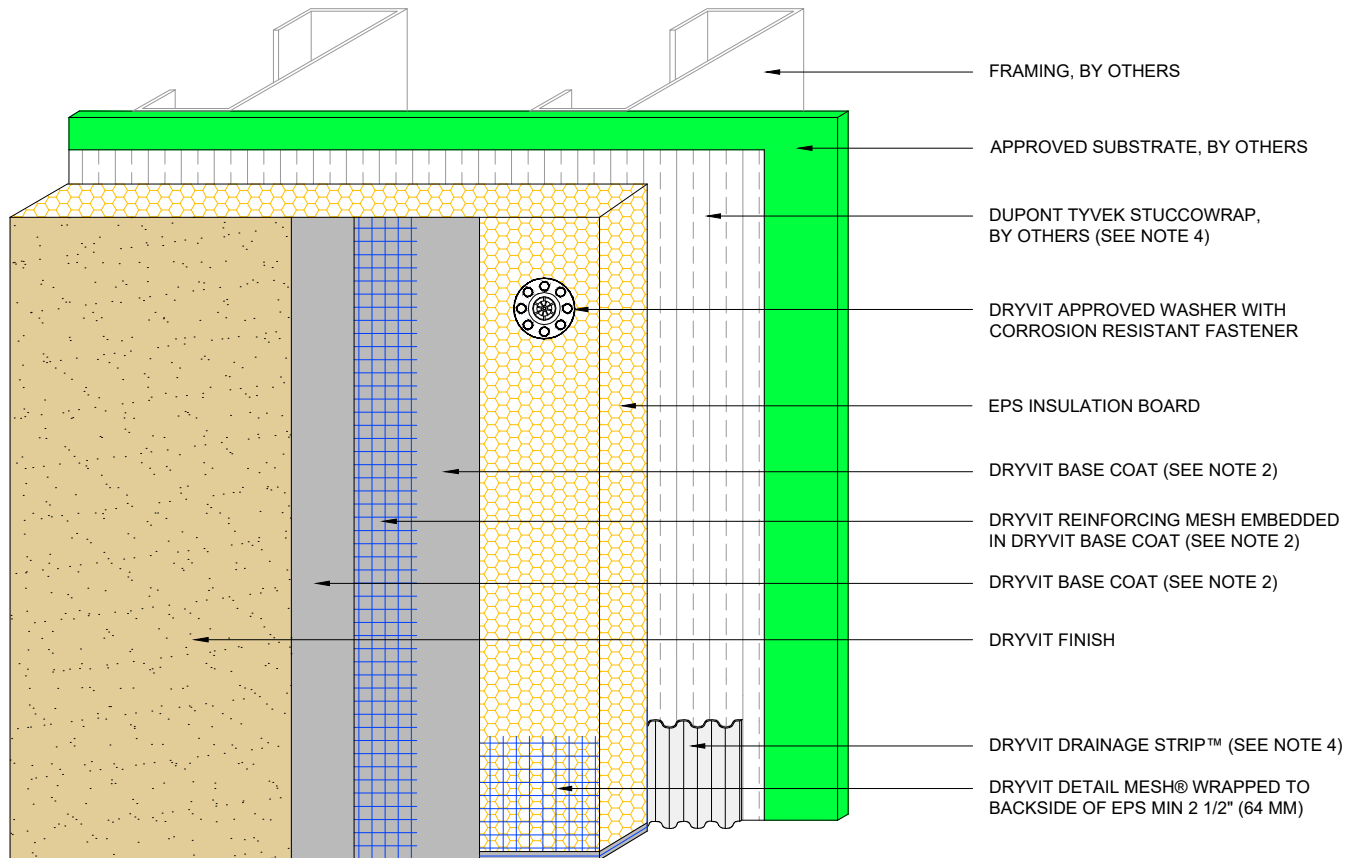 FRAMING, BY OTHERS
APPROVED SUBSTRATE, BY OTHERS
DUPONT TYVEK STUCCOWRAP,
BY OTHERS (SEE NOTE 4)
DRYVIT APPROVED WASHER WITH
CORROSION RESISTANT FASTENER
EPS INSULATION BOARD
DRYVIT BASE COAT (SEE NOTE 2)
DRYVIT REINFORCING MESH EMBEDDED
IN DRYVIT BASE COAT (SEE NOTE 2)
DRYVIT BASE COAT (SEE NOTE 2)
DRYVIT FINISH
DRYVIT DRAINAGE STRIP™ (SEE NOTE 4)
DRYVIT DETAIL MESH® WRAPPED TO
BACKSIDE OF EPS MIN 2 1/2" (64 MM)